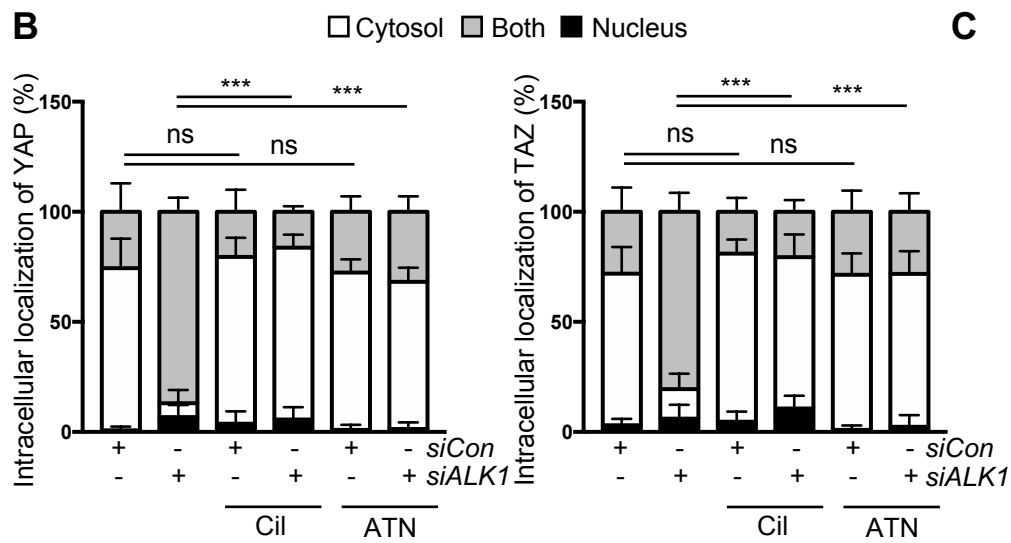 B
Cytosol Both Nucleus
C
Intracellular localization of YAP (%)
150
100
50
0
***
***
ns
ns
+ - + - + - siCon
- + - + - + siALK1
Cil ATN
Intracellular localization of TAZ (%)
150
100
50
0
***
***
ns
ns
+ - + - + - siCon
- + - + - + siALK1
Cil ATN